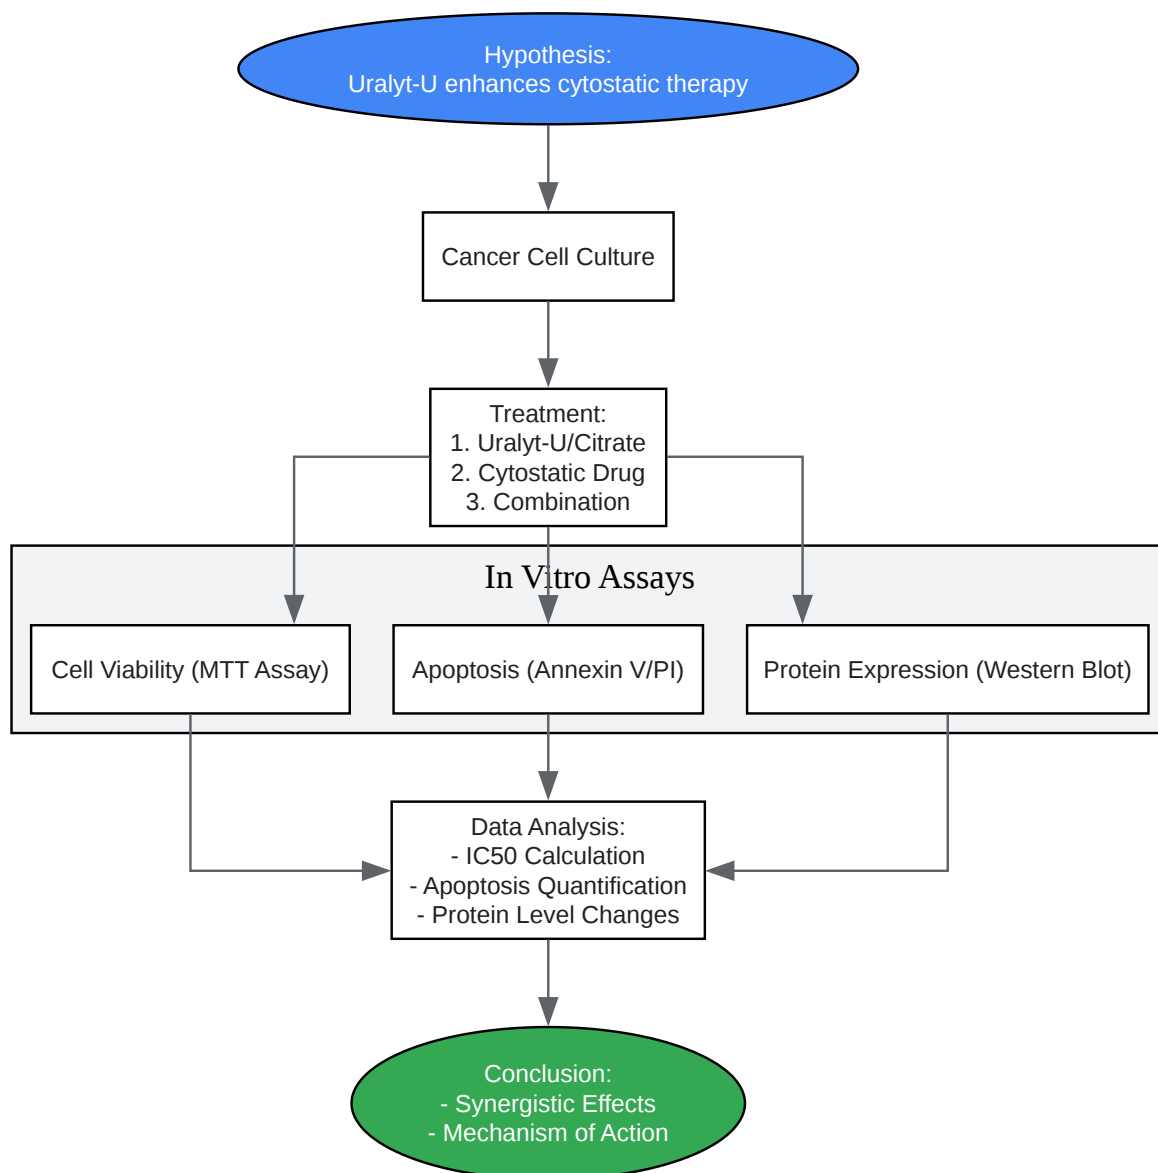 Hypothesis:
Uralyt-U enhances cytostatic therapy
Cancer Cell Culture
Treatment:
1. Uralyt-U/Citrate
2. Cytostatic Drug
3. Combination
In Vitro Assays
Cell Viability (MTT Assay)
Apoptosis (Annexin V/PI)
Protein Expression (Western Blot)
Data Analysis:
- IC50 Calculation
- Apoptosis Quantification
- Protein Level Changes
Conclusion:
- Synergistic Effects
- Mechanism of Action